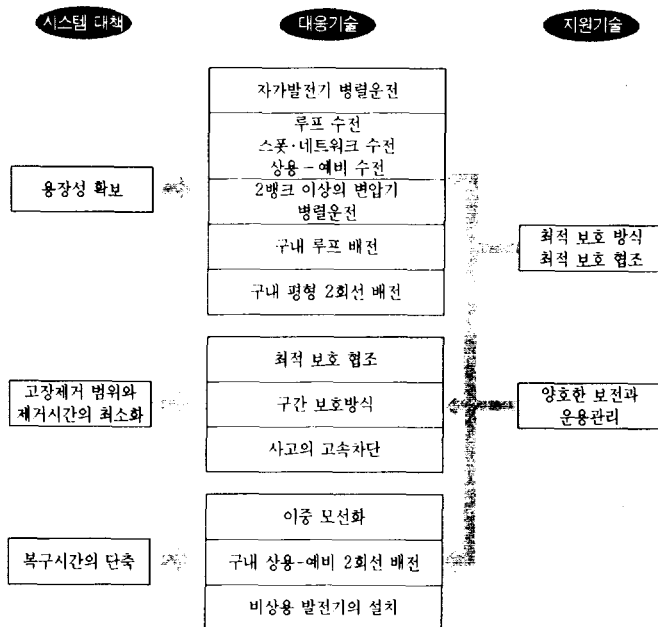 시스템 대책
대응기술
지원기술
자가발전기 병렬운전
루프 수전
스폿·네트워크 수전
상용-예비 수전
2뱅크 이상의 변압기
병렬운전
구내 루프 배전
구내 평형 2회선 배전
용장성 확보
최적 보호 방식
최적 보호 협조
최적 보호 협조
구간 보호방식
사고의 고속차단
고장제거 범위와
제거시간의 최소화
양호한 보전과
운용관리
이중 모선화
구내 상용-예비 2회선 배전
비상용 발전기의 설치
복구시간의 단축